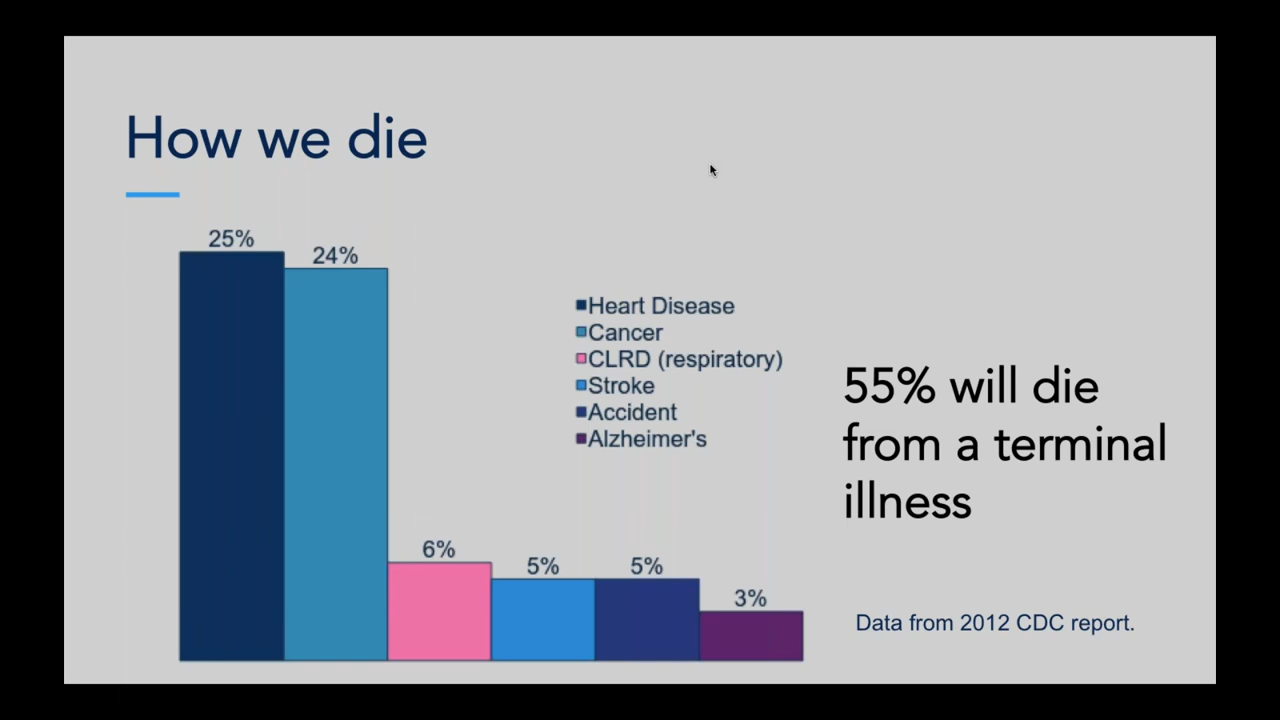 How we die
25%
24%
6%
5%
5%
3%
Heart Disease
Cancer
CLRD (respiratory)
Stroke
Accident
Alzheimer's
55% will die
from a terminal
illness
Data from 2012 CDC report.